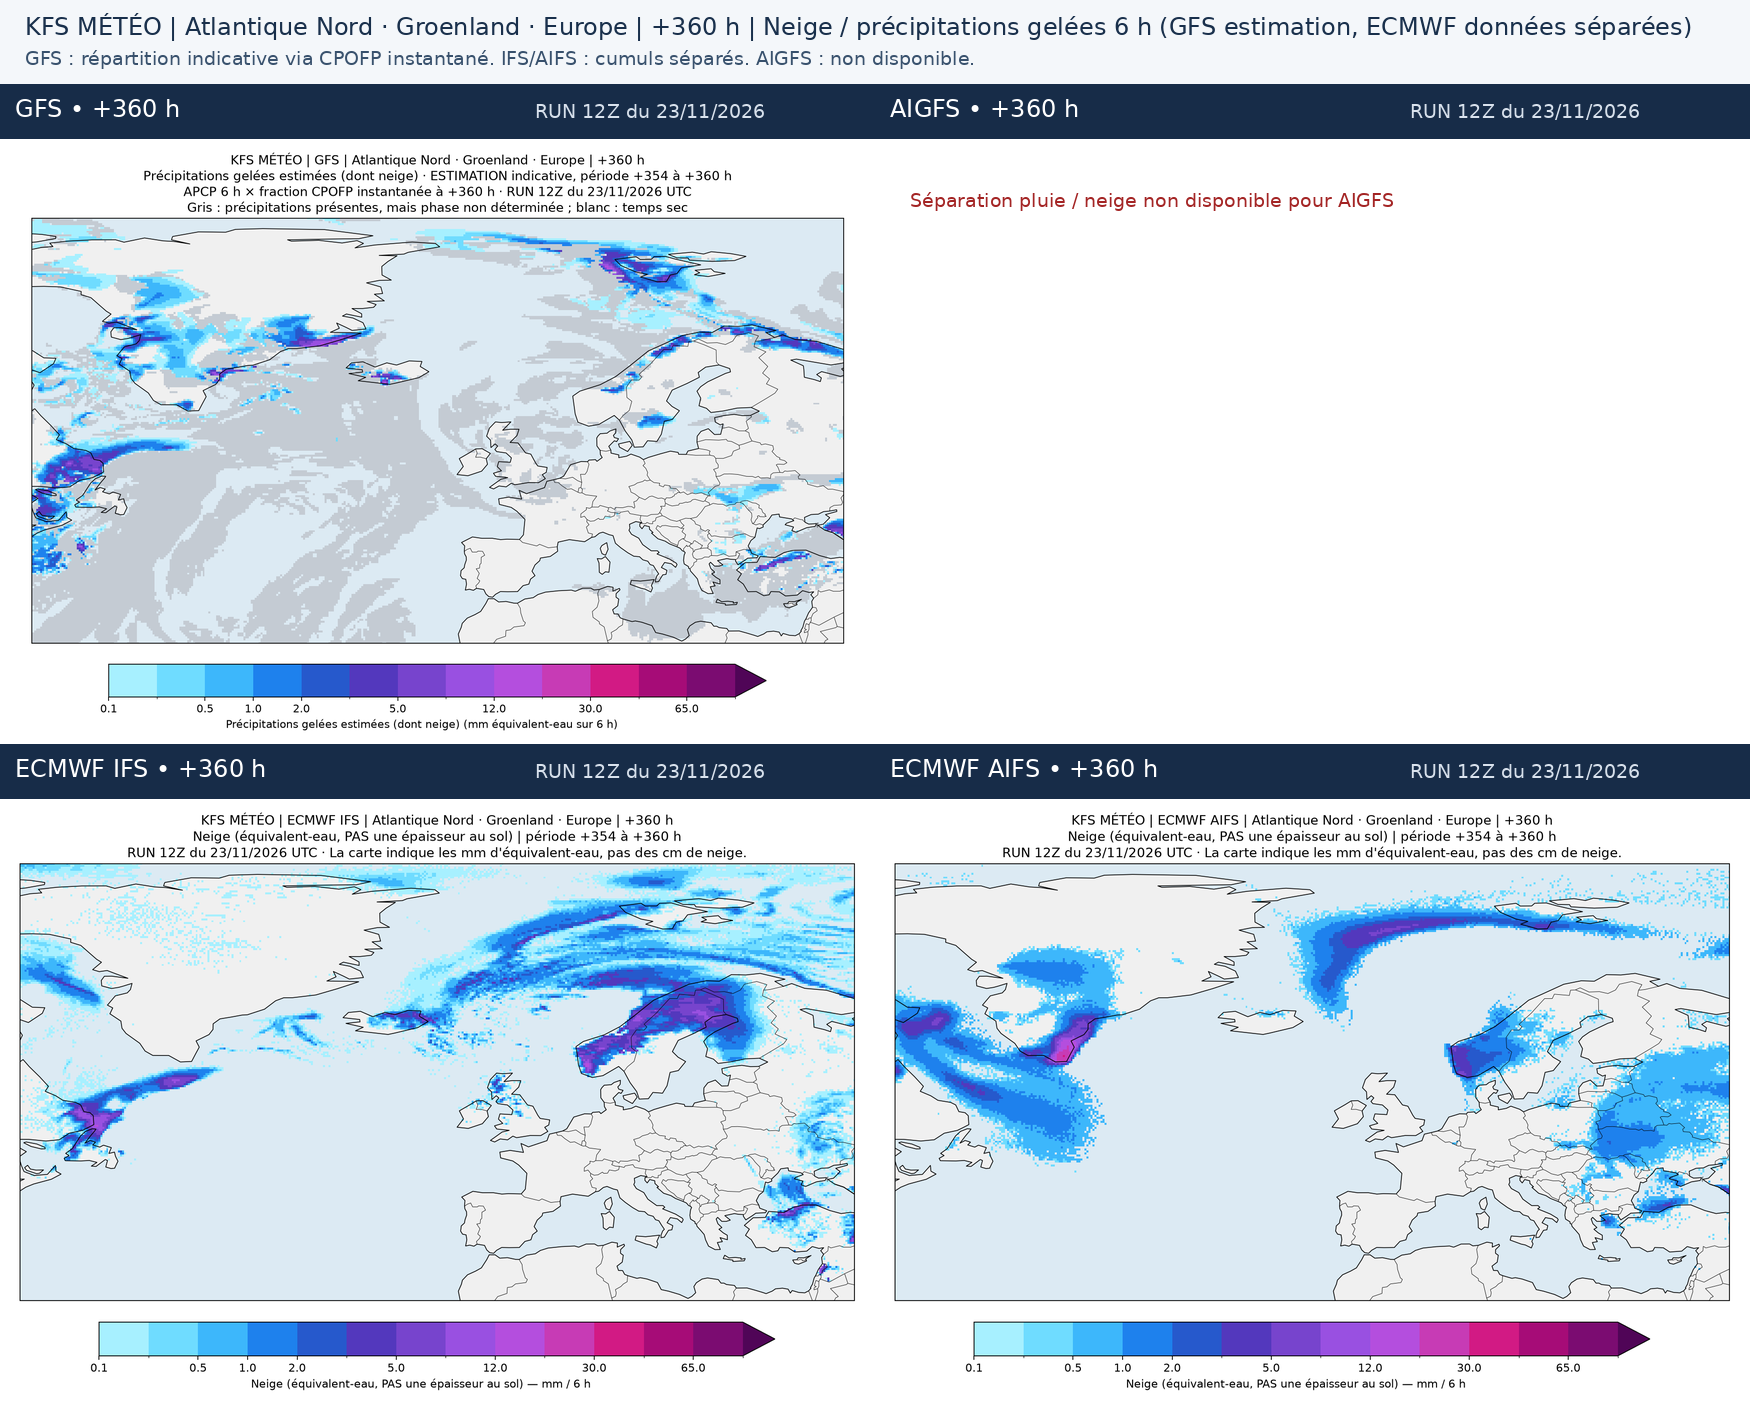 KFS MÉTÉO | Atlantique Nord · Groenland · Europe | +360 h | Neige / précipitations gelées 6 h (GFS estimation, ECMWF données séparées)
GFS : répartition indicative via CPOFP instantané. IFS/AIFS : cumuls séparés. AIGFS : non disponible.
GFS • +360 h
RUN 12Z du 23/11/2026
AIGFS • +360 h
RUN 12Z du 23/11/2026
KFS MÉTÉO | GFS | Atlantique Nord · Groenland · Europe | +360 h
Précipitations gelées estimées (dont neige) · ESTIMATION indicative, période +354 à +360 h
APCP 6 h × fraction CPOFP instantanée à +360 h · RUN 12Z du 23/11/2026 UTC
Gris : précipitations présentes, mais phase non déterminée ; blanc : temps sec
0.1 0.5 1.0 2.0 5.0 12.0 30.0 65.0
Précipitations gelées estimées (dont neige) (mm équivalent-eau sur 6 h)
Séparation pluie / neige non disponible pour AIGFS
ECMWF IFS • +360 h
RUN 12Z du 23/11/2026
ECMWF AIFS • +360 h
RUN 12Z du 23/11/2026
KFS MÉTÉO | ECMWF IFS | Atlantique Nord · Groenland · Europe | +360 h
Neige (équivalent-eau, PAS une épaisseur au sol) | période +354 à +360 h
RUN 12Z du 23/11/2026 UTC · La carte indique les mm d'équivalent-eau, pas des cm de neige.
0.1 0.5 1.0 2.0 5.0 12.0 30.0 65.0
Neige (équivalent-eau, PAS une épaisseur au sol) — mm / 6 h
KFS MÉTÉO | ECMWF AIFS | Atlantique Nord · Groenland · Europe | +360 h
Neige (équivalent-eau, PAS une épaisseur au sol) | période +354 à +360 h
RUN 12Z du 23/11/2026 UTC · La carte indique les mm d'équivalent-eau, pas des cm de neige.
0.1 0.5 1.0 2.0 5.0 12.0 30.0 65.0
Neige (équivalent-eau, PAS une épaisseur au sol) — mm / 6 h